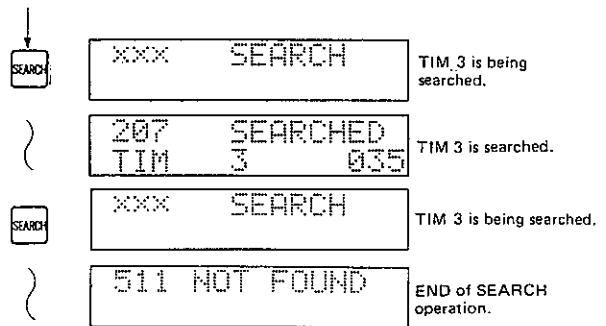 SEARCH
XXX SEARCH
TIM 3 is being
searched.
207 SEARCHED
TIM 3 035
TIM 3 is searched.
SEARCH
XXX SEARCH
TIM 3 is being searched.
511 NOT FOUND
END of SEARCH
operation.